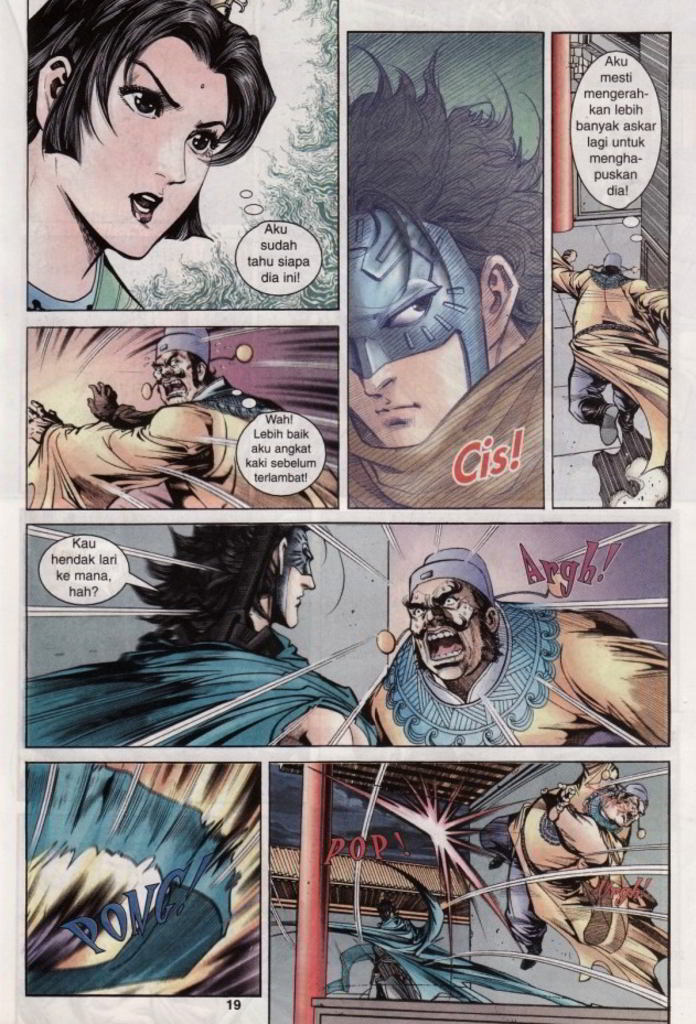 Aku
sudah
tahu siapa
dia ini!
Cis!
Aku
mesti
mengerah-
kan lebih
banyak askar
lagi untuk
mengha-
puskan
dia!
Wah!
Lebih baik
aku angkat
kaki sebelum
terlambat!
Kau
hendak lari
ke mana,
hah?
Argh!
PONG!
POP!
Argh!
19